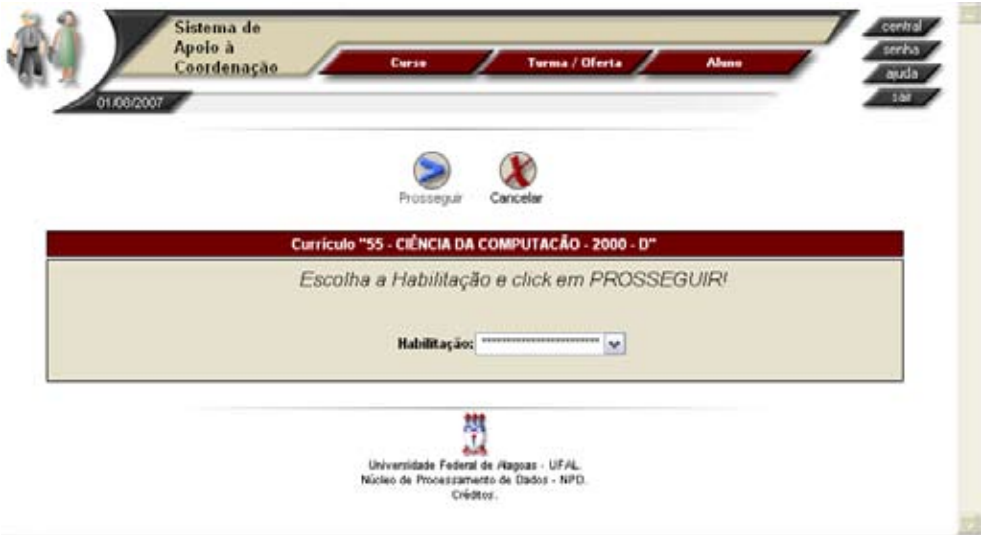 Sistema de
Apoio à
Coordenação
Curso
Turma / Oferta
Aluno
central
senha
ajuda
sair
01/08/2007
Prosseguir
Cancelar
Currículo "55 - CIÊNCIA DA COMPUTACÃO - 2000 - D"
Escolha a Habilitação e click em PROSSEGUIR!
Habilitação: ************************
Universidade Federal de Alagoas - UFAL.
Núcleo de Processamento de Dados - NPD.
Créditos.